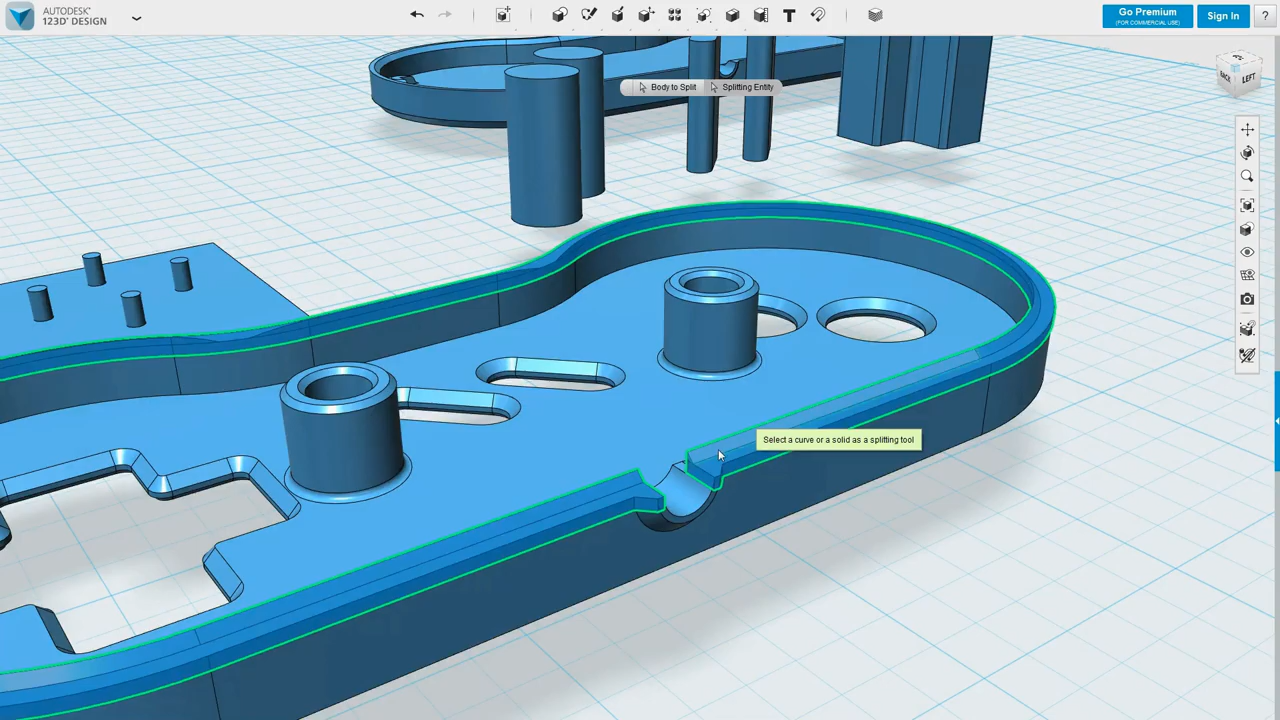 AUTODESK®
123D® DESIGN
Go Premium
(FOR COMMERCIAL USE)
Sign In
?
T
Body to Split
Splitting Entity
BACK
LEFT
Select a curve or a solid as a splitting tool